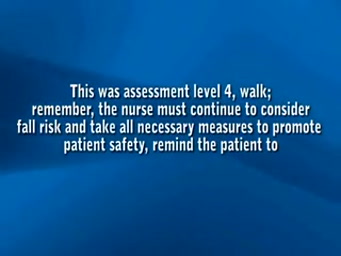 This was assessment level 4, walk;
remember, the nurse must continue to consider
fall risk and take all necessary measures to promote
patient safety, remind the patient to